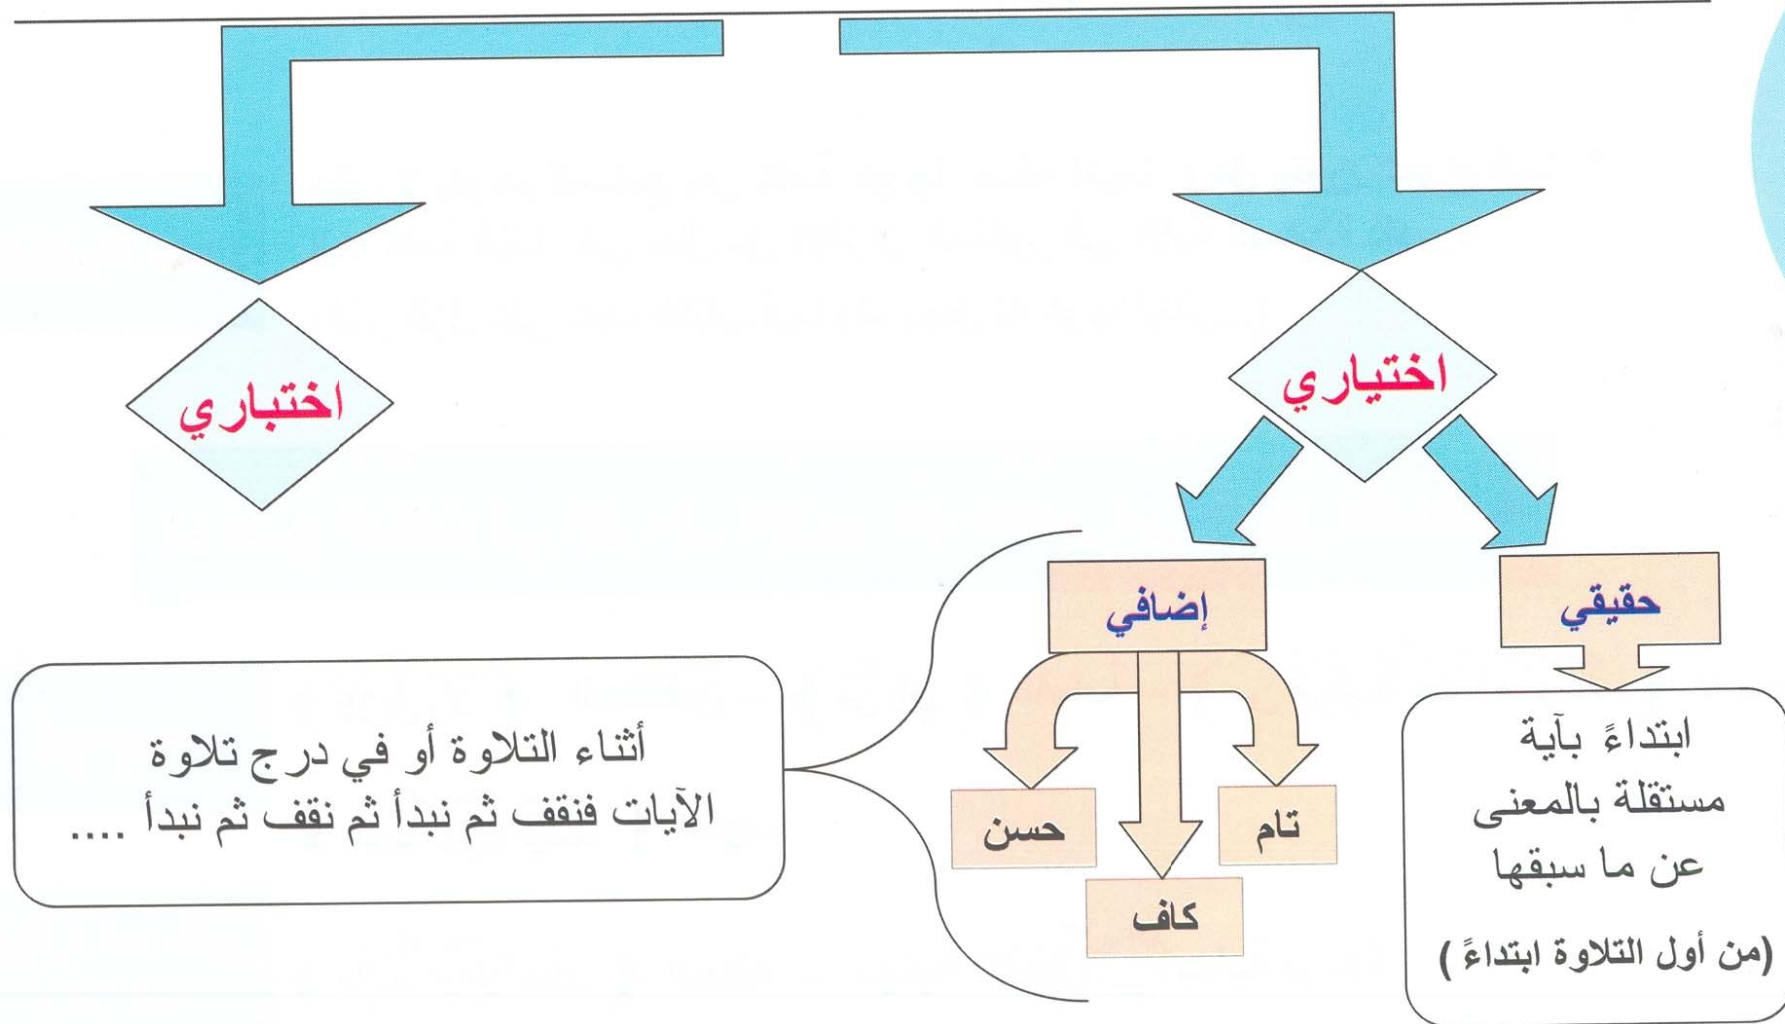 اختياري
اختباري
حقيقي
إضافي
ابتداءً بآية
مستقلة بالمعنى
عن ما سبقها
(من أول التلاوة ابتداءً )
تام
كاف
حسن
أثناء التلاوة أو في درج تلاوة
الآيات فنقف ثم نبدأ ثم نقف ثم نبدأ ....